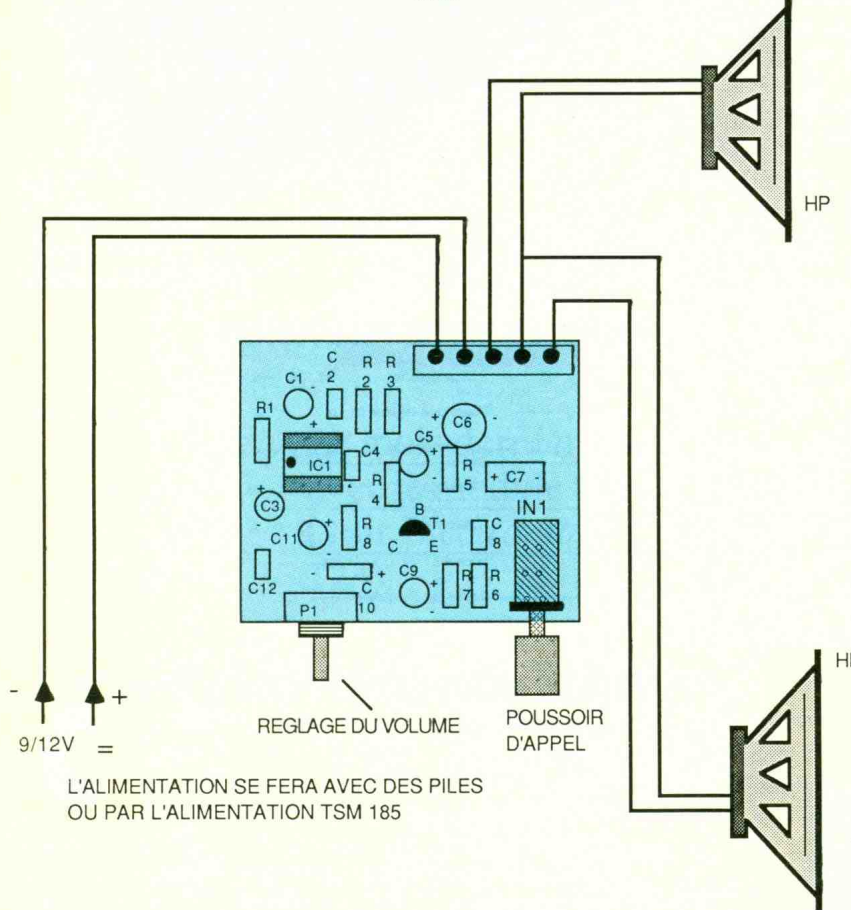 HP
C
2
R
2
R
3
C1
-
+
R1
+
-
C6
C5
+
-
IC1
C4
R
4
R
5
+ C7 -
+
C3
-
IN1
B
T1
C
E
C11
+
-
R
8
C
8
C12
-
+
C
10
C9
+
-
R
7
R
6
P1
-
+
9/12V
=
REGLAGE DU VOLUME
POUSSOIR
D'APPEL
L'ALIMENTATION SE FERA AVEC DES PILES
OU PAR L'ALIMENTATION TSM 185